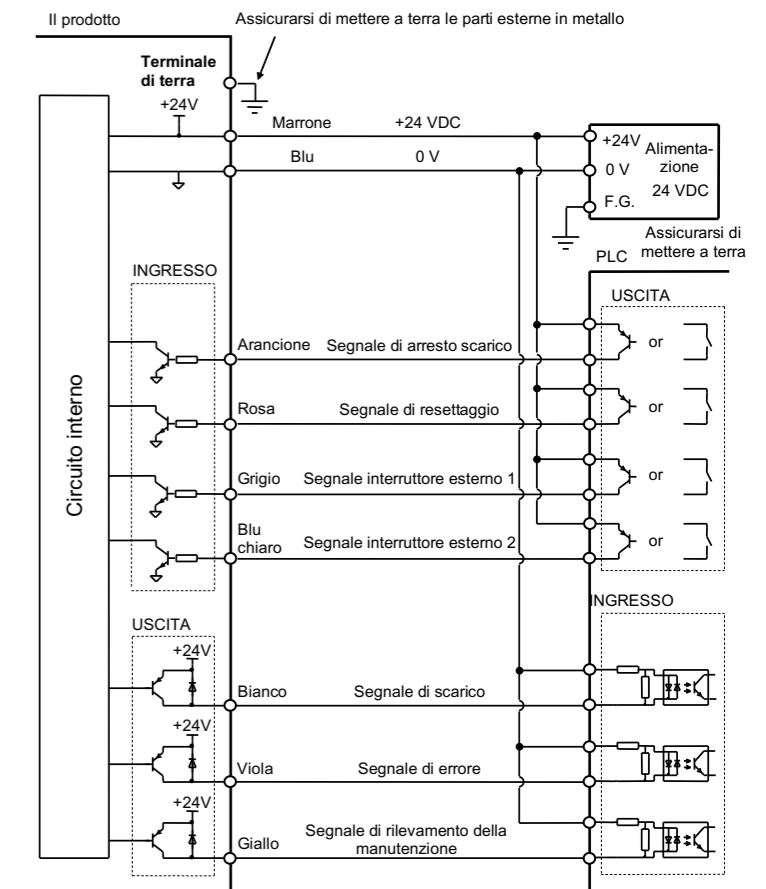 Il prodotto
Assicurarsi di mettere a terra le parti esterne in metallo
Terminale
di terra
+24V
Marrone
+24 VDC
Blu
0 V
+24V
0 V
F.G.
Alimenta-
zione
24 VDC
Assicurarsi di
mettere a terra
PLC
INGRESSO
USCITA
Circuito interno
Arancione
Segnale di arresto scarico
or
Rosa
Segnale di resettaggio
or
Grigio
Segnale interruttore esterno 1
or
Blu
chiaro
Segnale interruttore esterno 2
or
INGRESSO
USCITA
+24V
Bianco
Segnale di scarico
+24V
Viola
Segnale di errore
+24V
Giallo
Segnale di rilevamento della
manutenzione